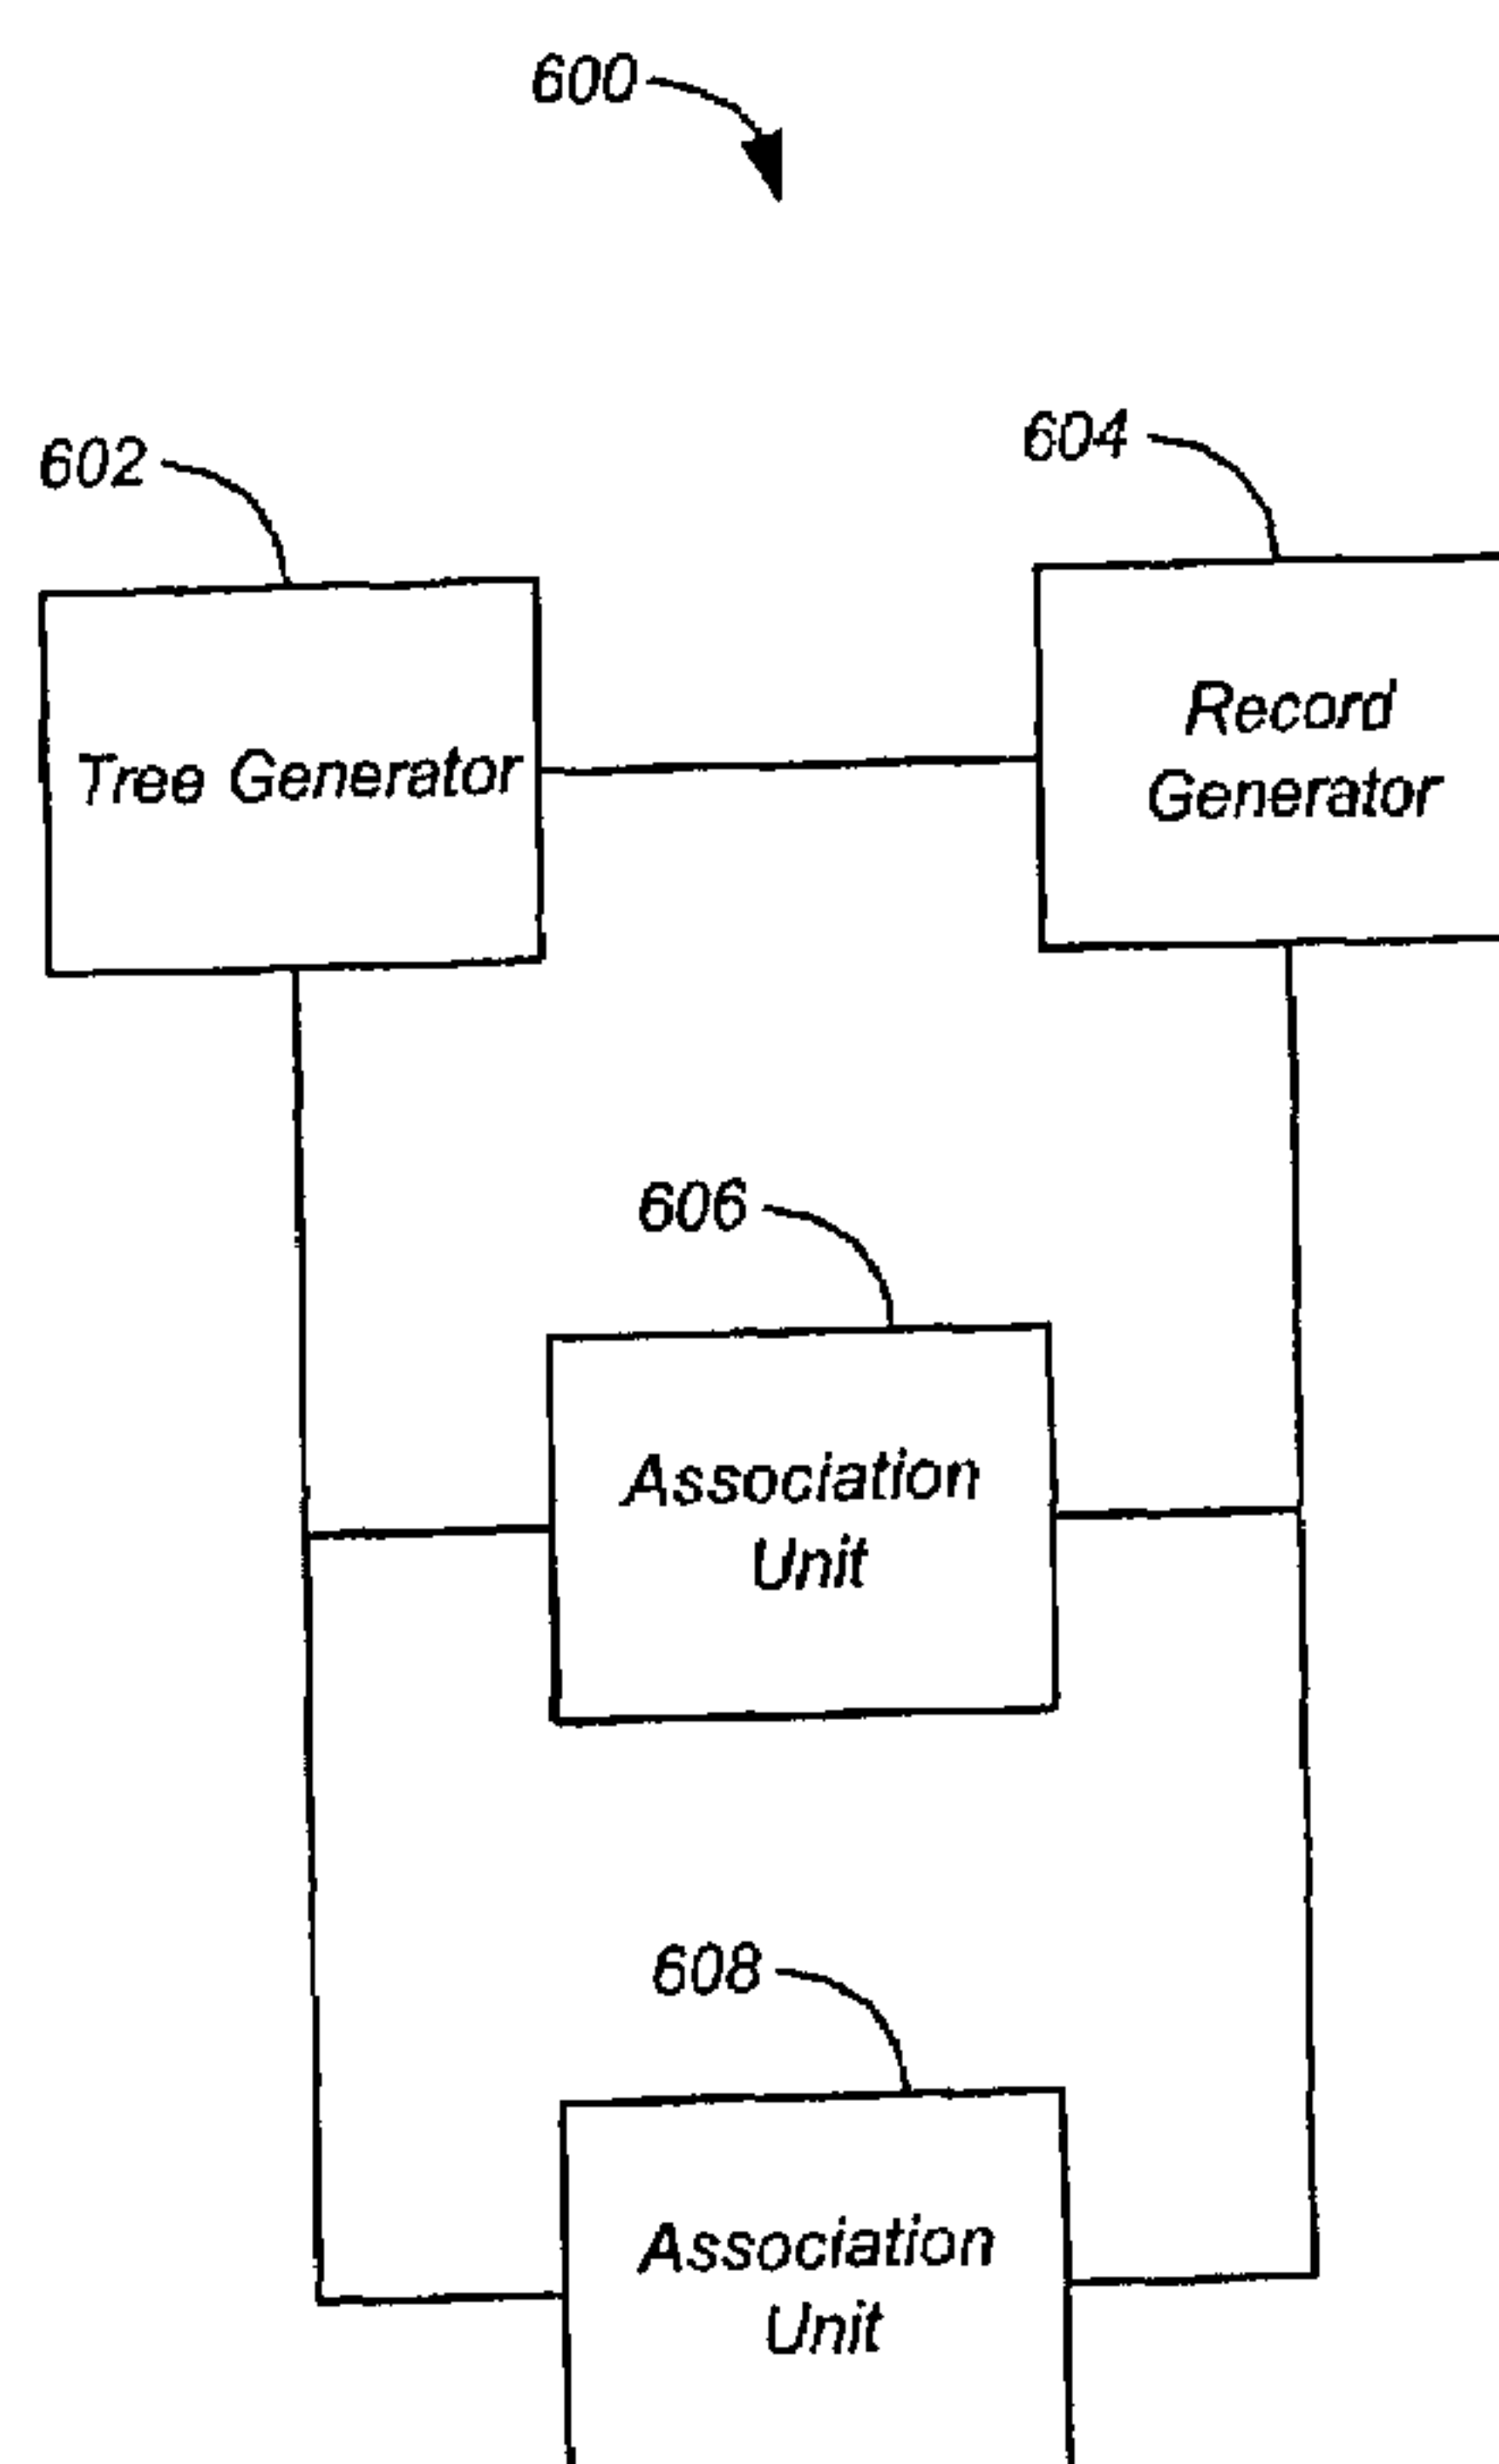 600
602
604
Tree Generator
Record
Generator
606
Association
Unit
608
Association
Unit